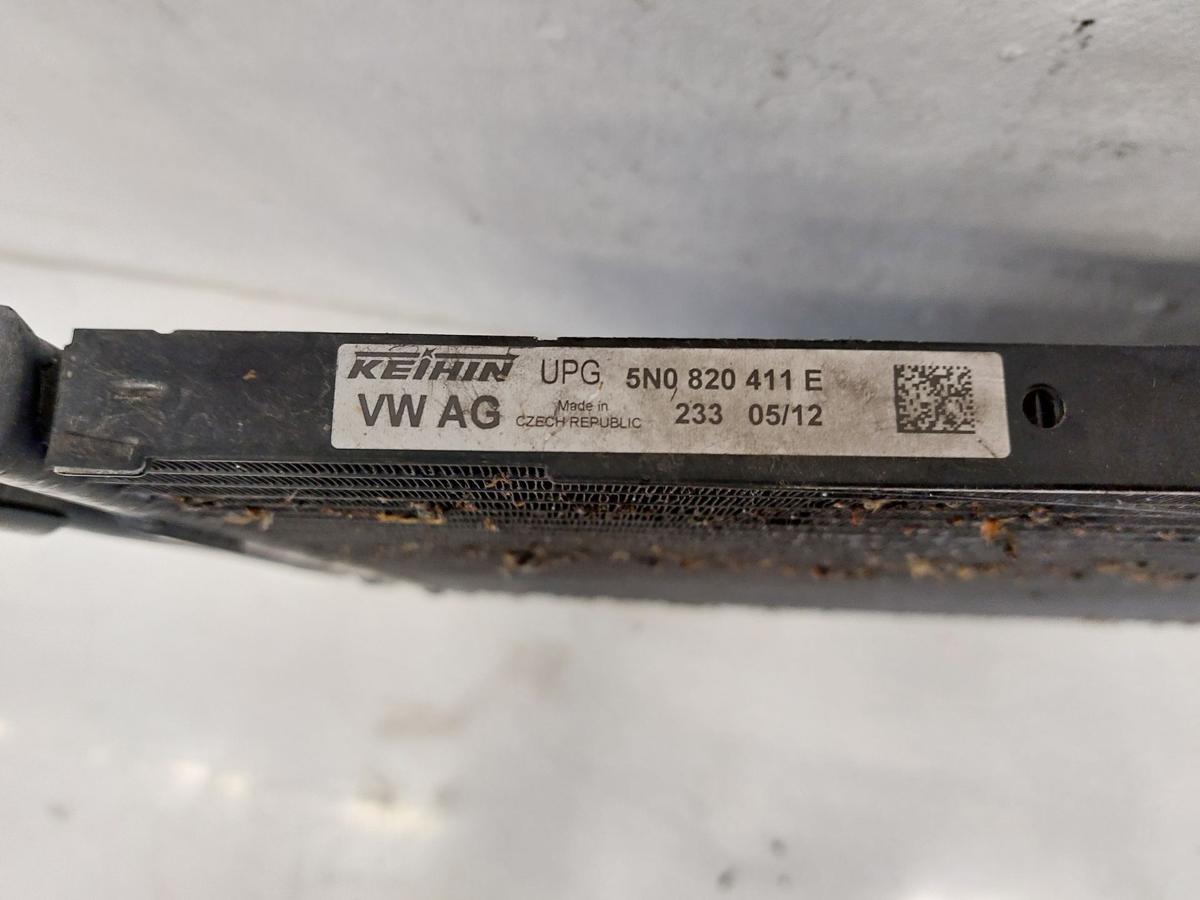 KEIHIN UPG 5N0 820 411 E
VW AG Made in CZECH REPUBLIC 233 05/12